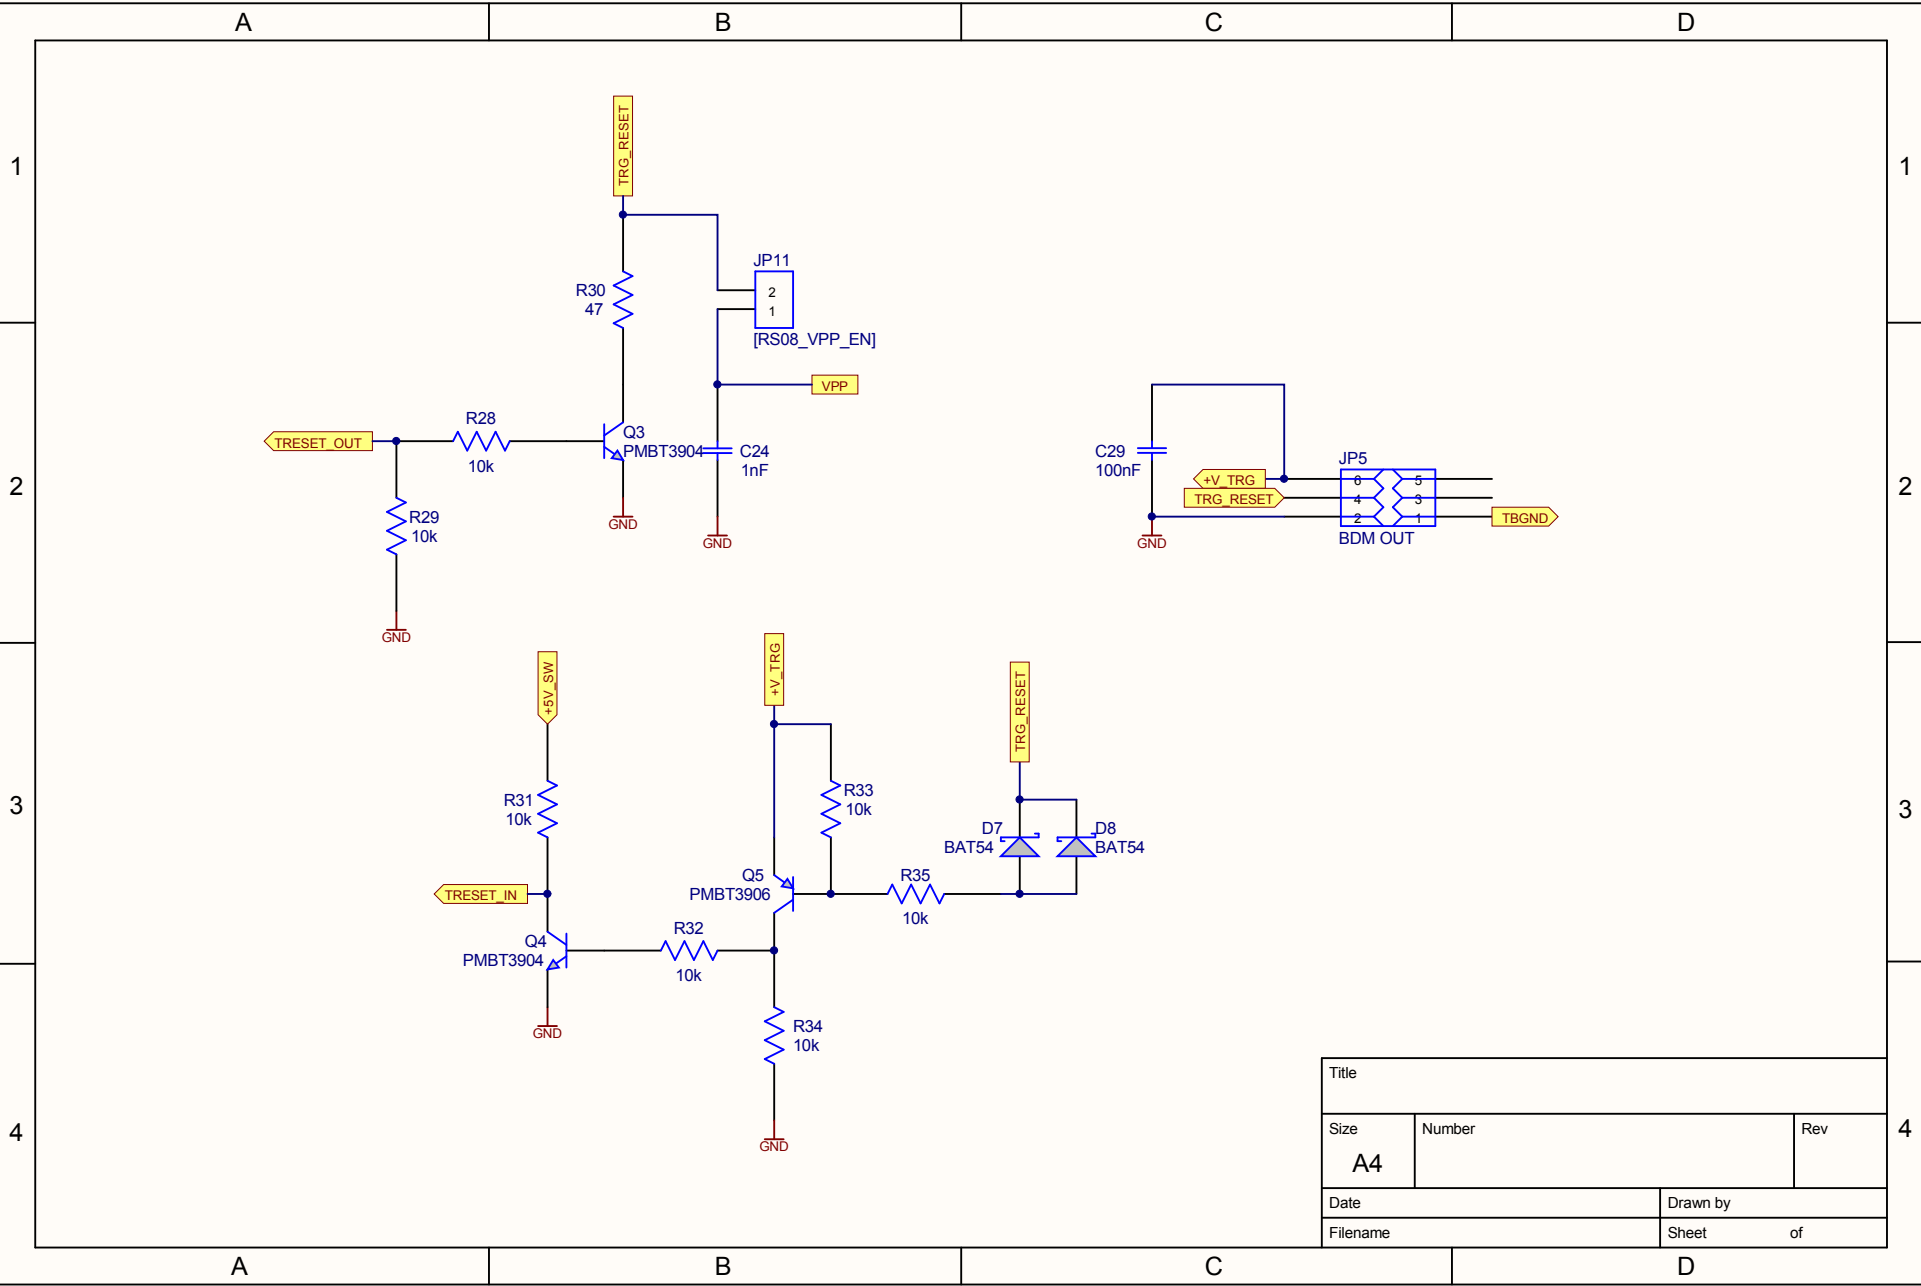 A B C D
1 1
TRG_RESET
JP11
R30
47
2
1
[RS08_VPP_EN]
VPP
R28
10k
TRESET_OUT
Q3
PMBT3904
C24
1nF
GND
GND
R29
10k
GND
2 2
C29
100nF
GND
JP5
+V_TRG
TRG_RESET
6 5
4 3
2 1
BDM OUT
TBGND
3 3
+5V_SW
R31
10k
TRESET_IN
Q4
PMBT3904
GND
+V_TRG
R33
10k
Q5
PMBT3906
R35
10k
R32
10k
R34
10k
GND
TRG_RESET
D7
BAT54
D8
BAT54
4 4
Title
Size Number Rev
A4
Date Drawn by
Filename Sheet of
A B C D